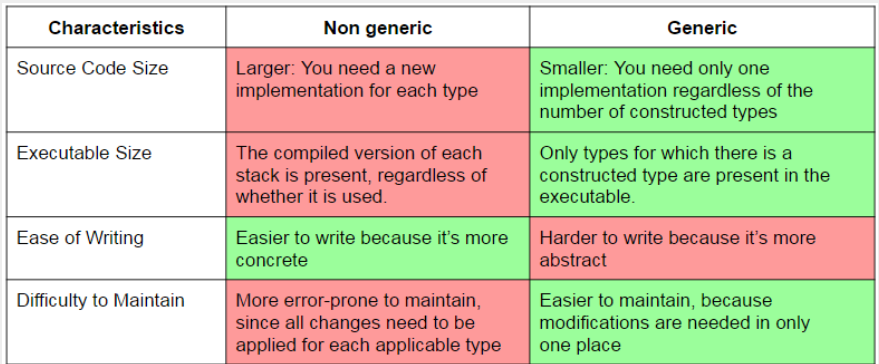 Characteristics Non generic Generic
Source Code Size
Larger: You need a new
implementation for each type
Smaller: You need only one
implementation regardless of the
number of constructed types
Executable Size
The compiled version of each
stack is present, regardless of
whether it is used.
Only types for which there is a
constructed type are present in the
executable.
Ease of Writing
Easier to write because it’s more
concrete
Harder to write because it’s more
abstract
Difficulty to Maintain
More error-prone to maintain,
since all changes need to be
applied for each applicable type
Easier to maintain, because
modifications are needed in only
one place